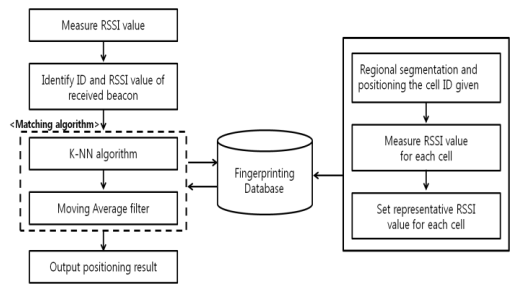 Measure RSSI value
Identify ID and RSSI value of
received beacon
<Matching algorithm>
K-NN algorithm
Moving Average filter
Output positioning result
Fingerprinting
Database
Regional segmentation and
positioning the cell ID given
Measure RSSI value
for each cell
Set representative RSSI
value for each cell